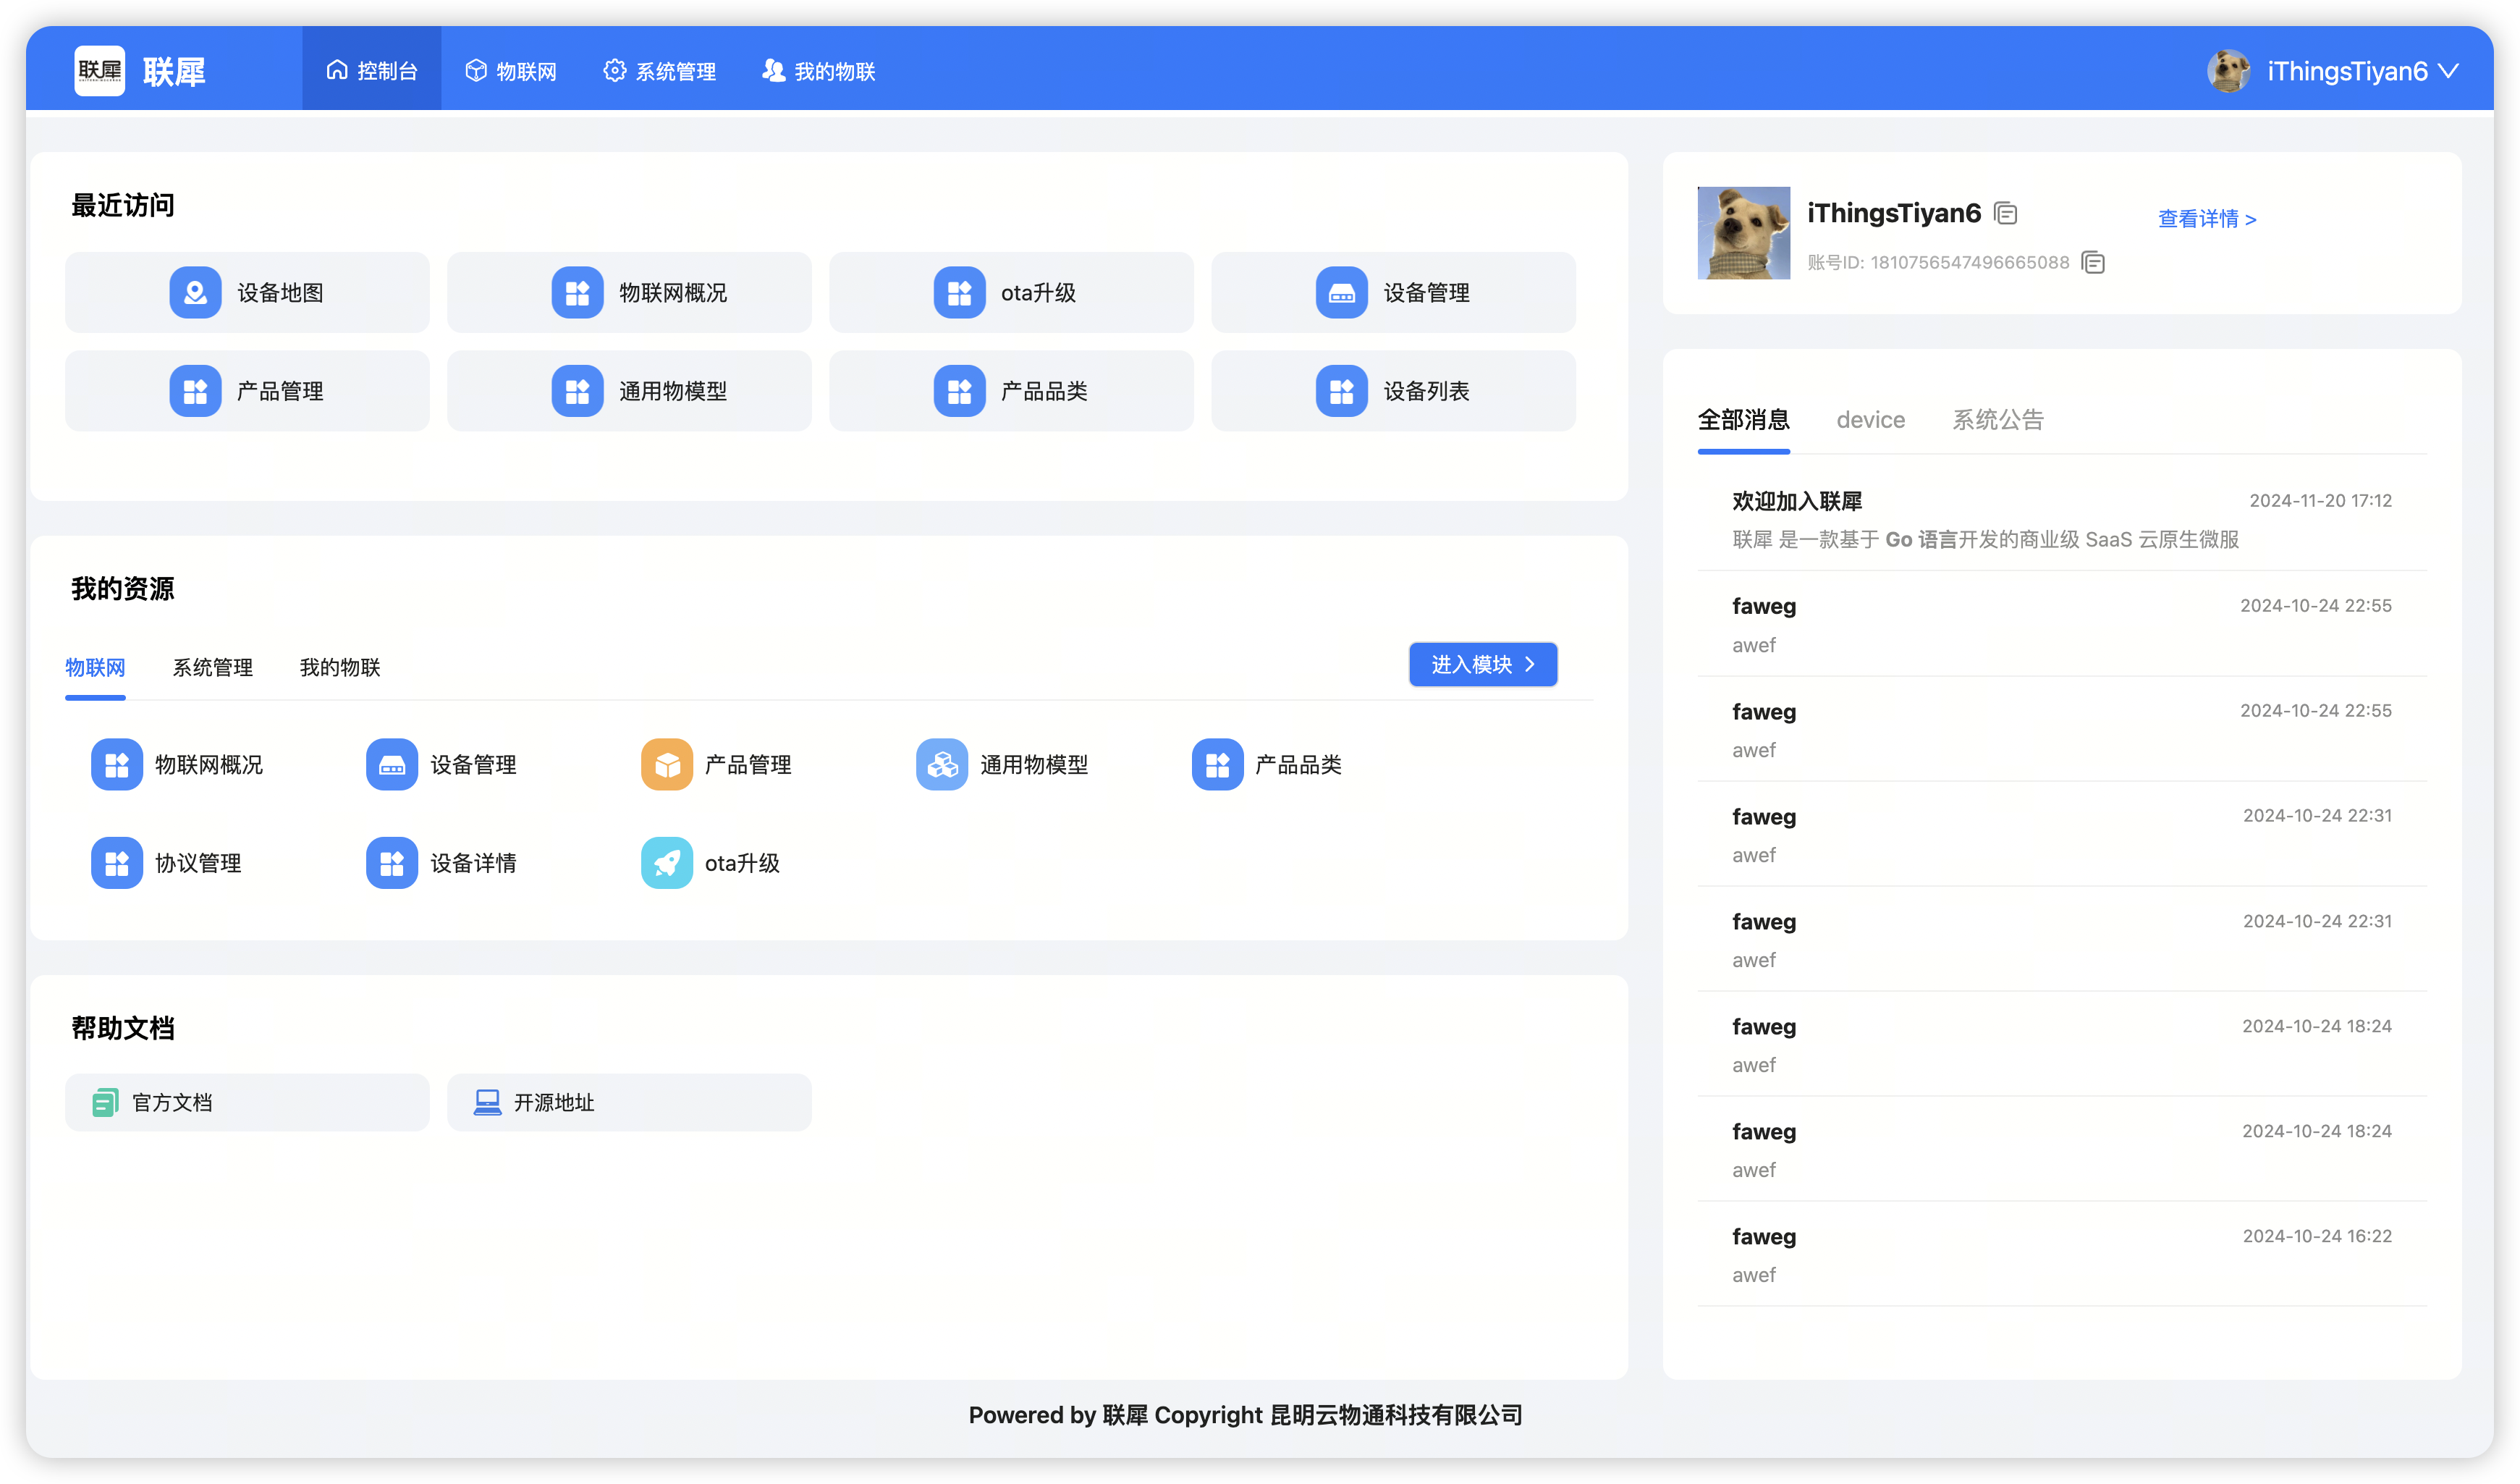 联犀
联犀
控制台
物联网
系统管理
我的物联
iThingsTiyan6
最近访问
设备地图
物联网概况
ota升级
设备管理
产品管理
通用物模型
产品品类
设备列表
我的资源
物联网
系统管理
我的物联
进入模块
物联网概况
设备管理
产品管理
通用物模型
产品品类
协议管理
设备详情
ota升级
帮助文档
官方文档
开源地址
iThingsTiyan6
查看详情 >
账号ID: 1810756547496665088
全部消息
device
系统公告
欢迎加入联犀 2024-11-20 17:12
联犀 是一款基于 Go 语言开发的商业级 SaaS 云原生微服
faweg 2024-10-24 22:55
awef
faweg 2024-10-24 22:55
awef
faweg 2024-10-24 22:31
awef
faweg 2024-10-24 22:31
awef
faweg 2024-10-24 18:24
awef
faweg 2024-10-24 18:24
awef
faweg 2024-10-24 16:22
awef
Powered by 联犀 Copyright 昆明云物通科技有限公司